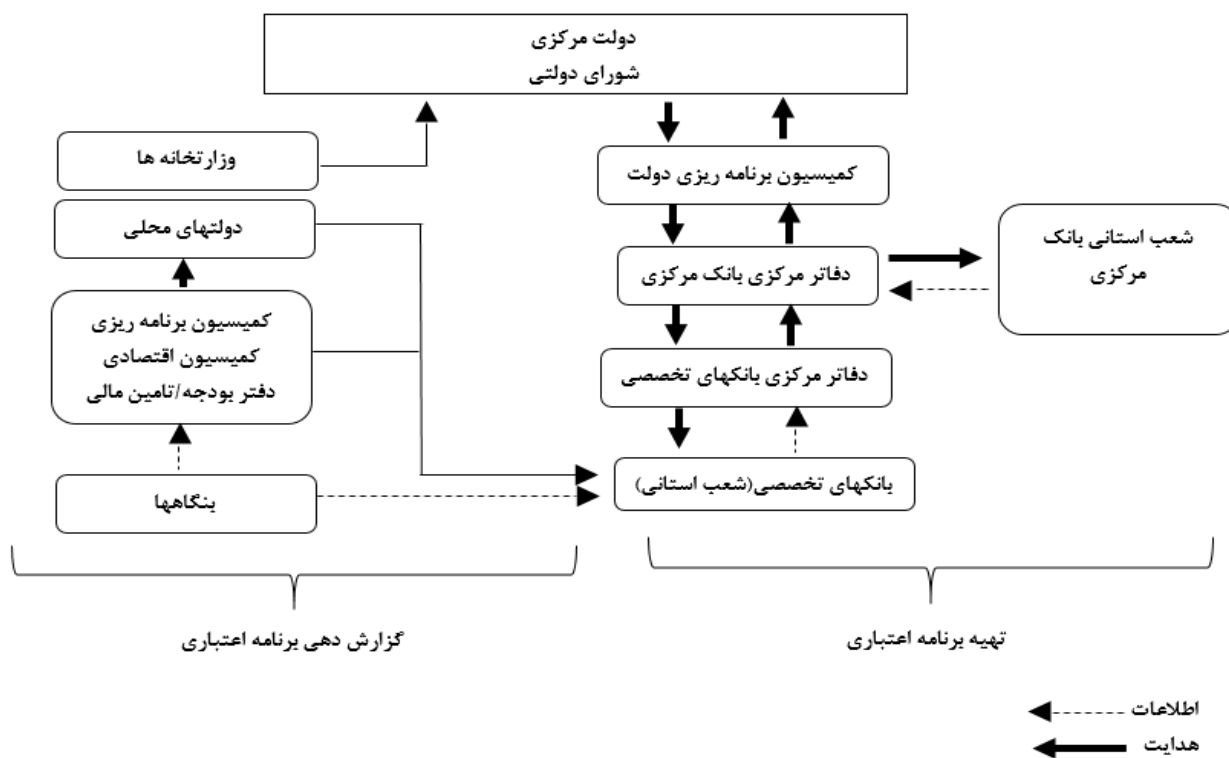 دولت مرکزی
شورای دولتی
وزارتخانه ها
کمیسیون برنامه ریزی دولت
دولتهای محلی
شعب استانی بانک
مرکزی
دفاتر مرکزی بانک مرکزی
کمیسیون برنامه ریزی
کمیسیون اقتصادی
دفتر بودجه/تامین مالی
دفاتر مرکزی بانکهای تخصصی
بانکهای تخصصی(شعب استانی)
بنگاهها
تهیه برنامه اعتباری
گزارش دهی برنامه اعتباری
اطلاعات
هدایت